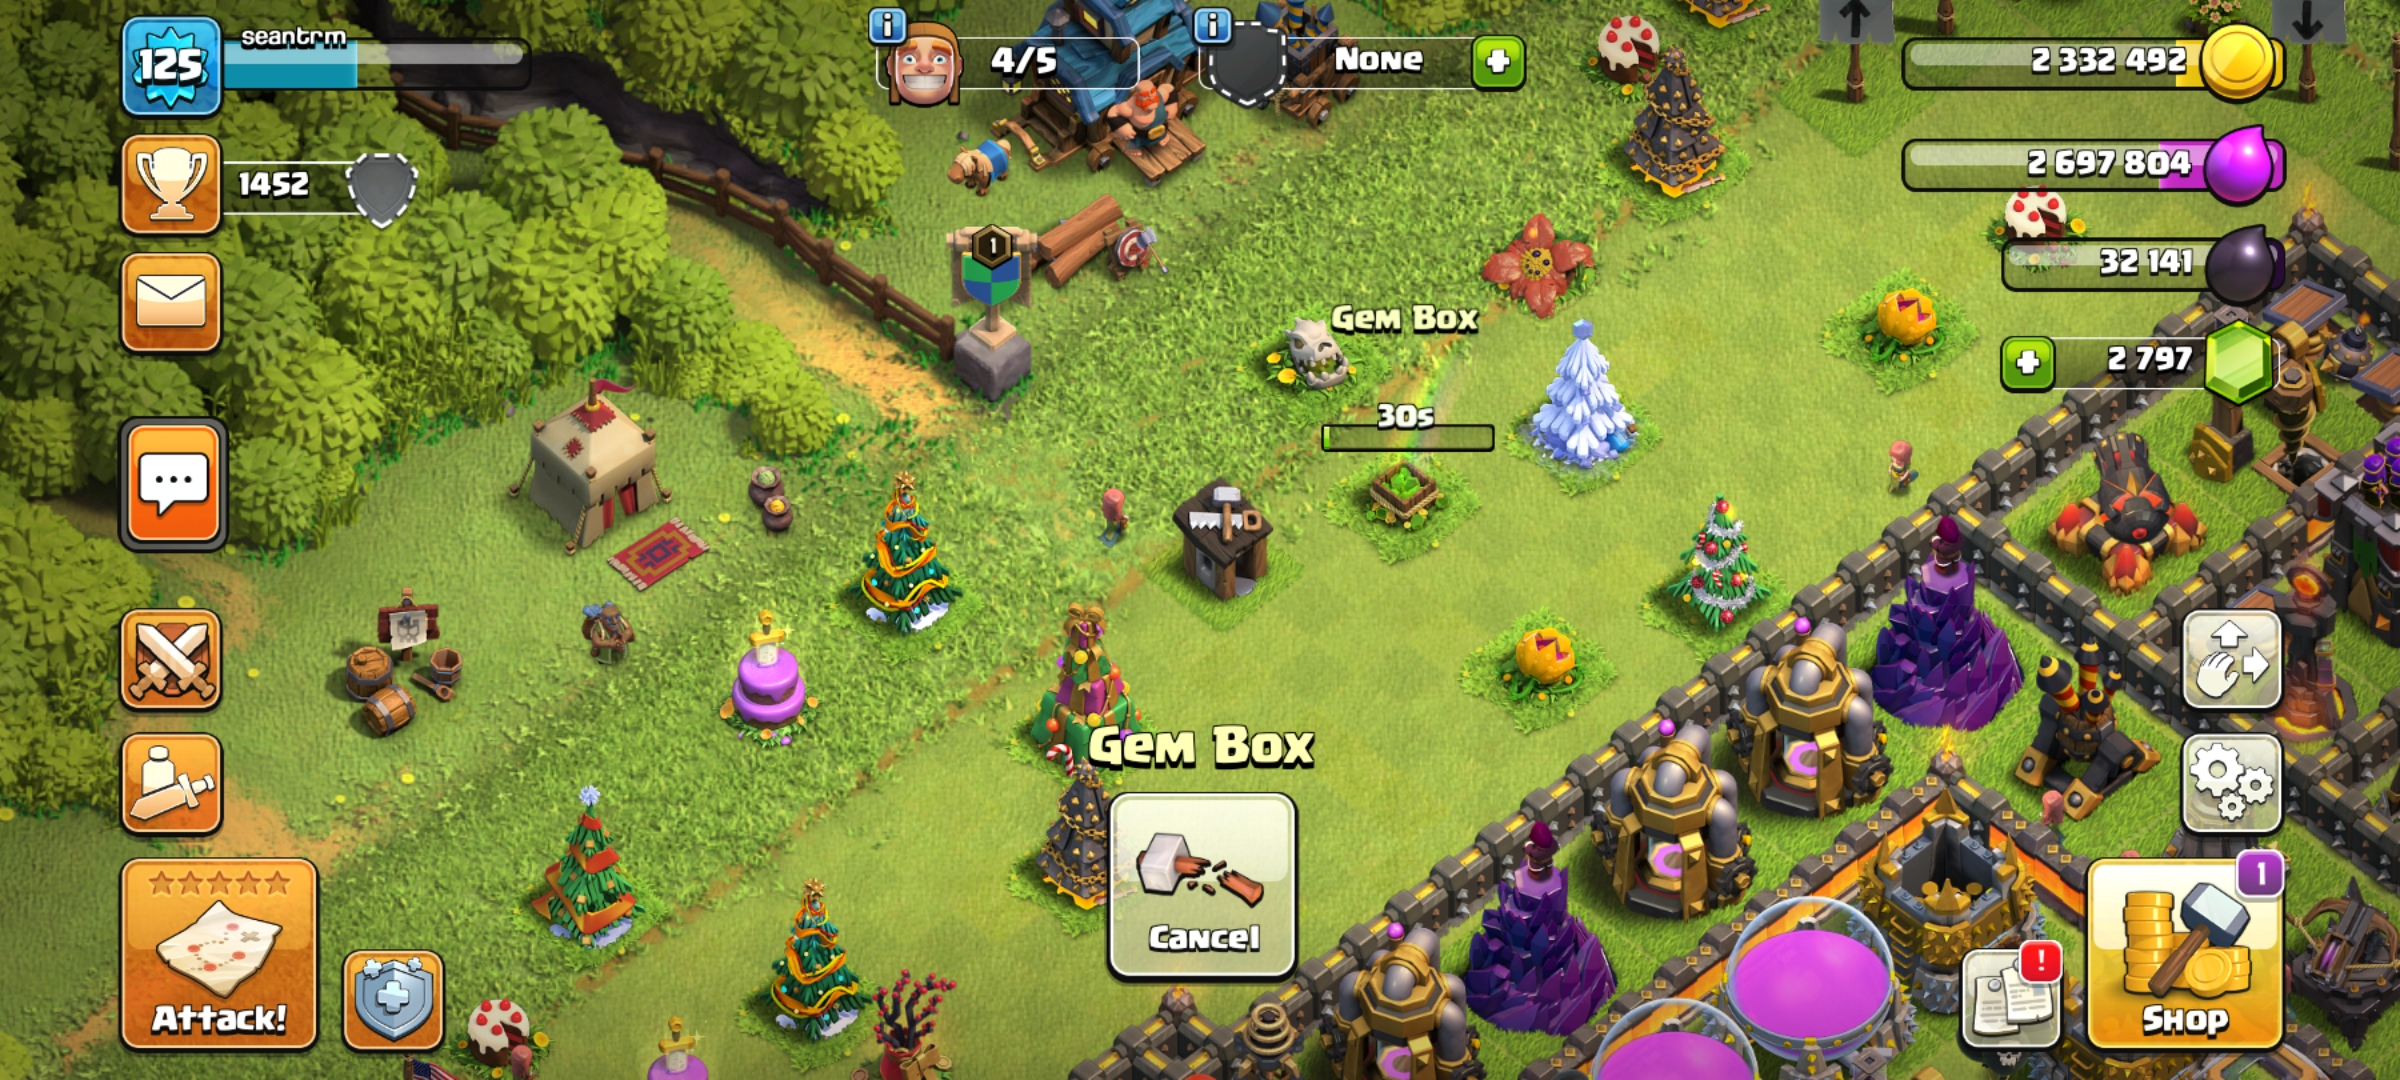 125
seantrm
4/5
None
2 332 492
1452
2 697 804
1
32 141
Gem Box
2 797
30s
Gem Box
Cancel
1
!
Attack!
Shop